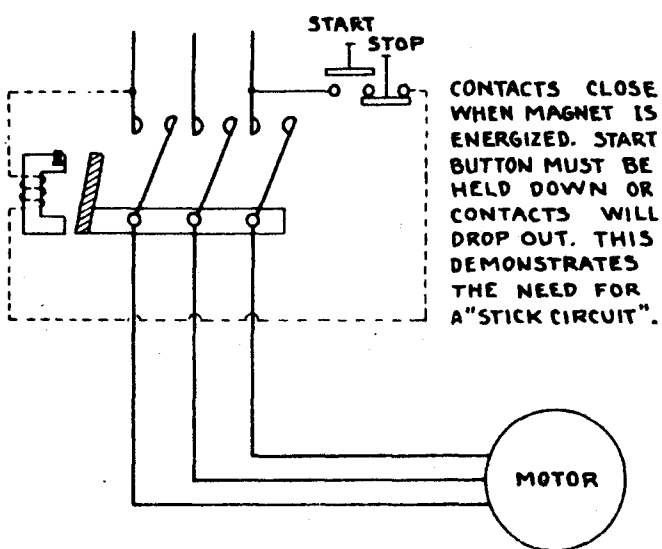 START
STOP
CONTACTS CLOSE
WHEN MAGNET IS
ENERGIZED. START
BUTTON MUST BE
HELD DOWN OR
CONTACTS WILL
DROP OUT. THIS
DEMONSTRATES
THE NEED FOR
A"STICK CIRCUIT".
MOTOR